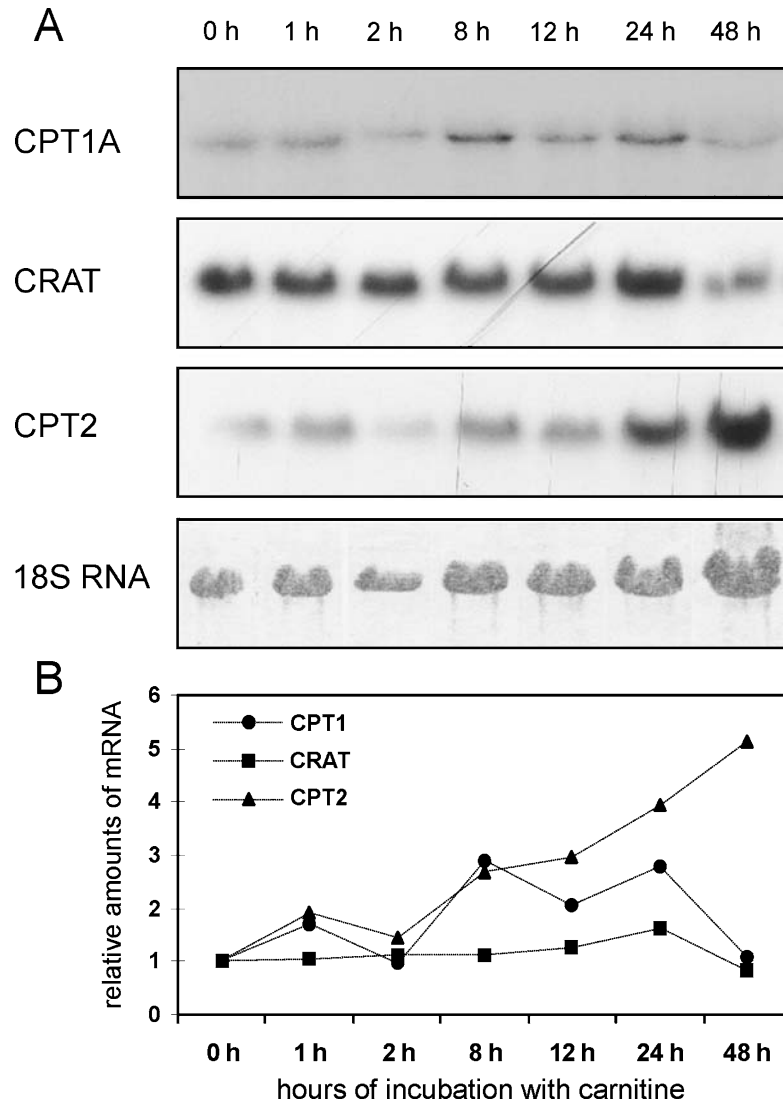 A
0 h 1 h 2 h 8 h 12 h 24 h 48 h
CPT1A
CRAT
CPT2
18S RNA
B
relative amounts of mRNA
6
5
4
3
2
1
0
CPT1
CRAT
CPT2
0 h 1 h 2 h 8 h 12 h 24 h 48 h
hours of incubation with carnitine